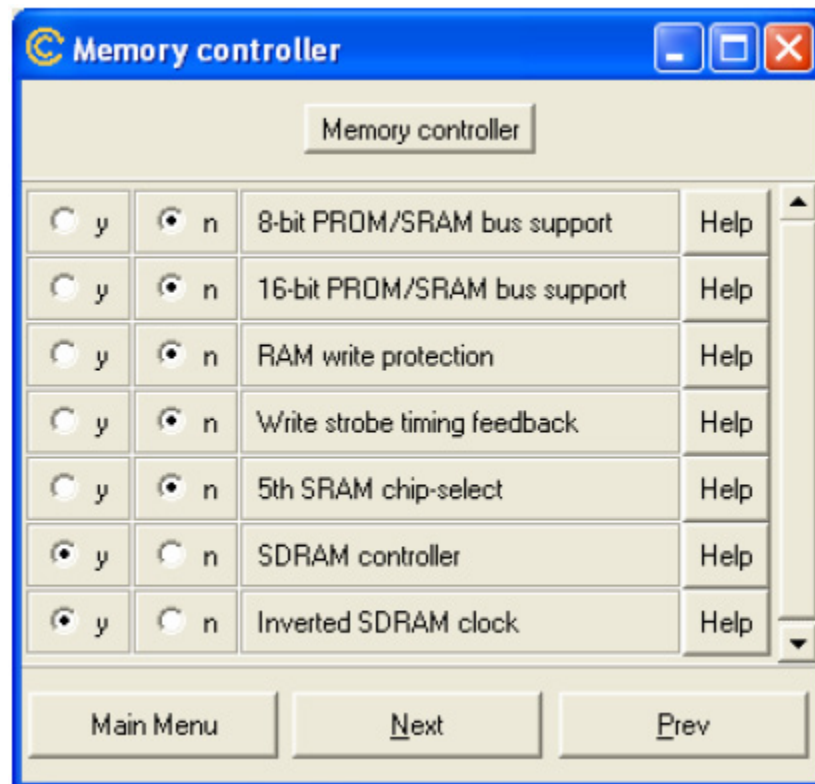 Memory controller
Memory controller
y n 8-bit PROM/SRAM bus support Help
y n 16-bit PROM/SRAM bus support Help
y n RAM write protection Help
y n Write strobe timing feedback Help
y n 5th SRAM chip-select Help
y n SDRAM controller Help
y n Inverted SDRAM clock Help
Main Menu Next Prev